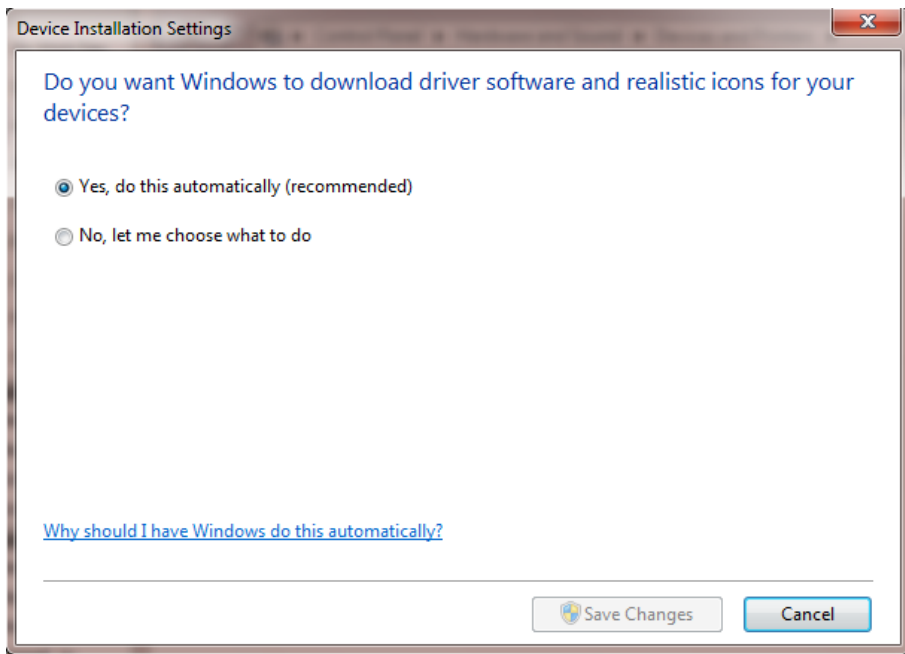 Device Installation Settings
Do you want Windows to download driver software and realistic icons for your
devices?
Yes, do this automatically (recommended)
No, let me choose what to do
Why should I have Windows do this automatically?
Save Changes
Cancel